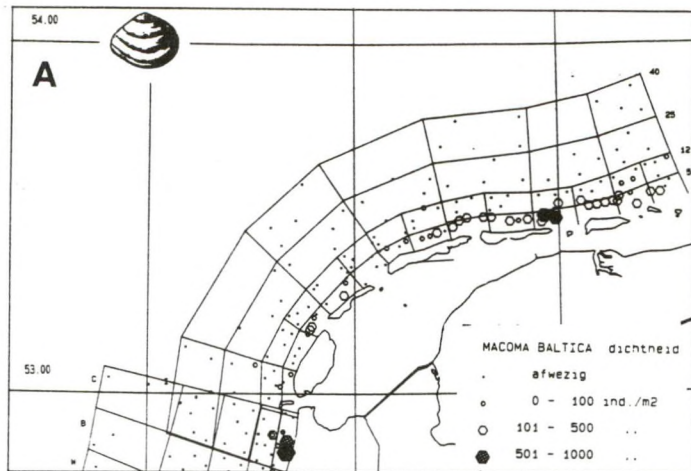 54.00
A
40
25
12
5
53.00
C
1
B
MACOMA BALTICA dichtheid
. afwezig
0 - 100 ind./m2
101 - 500 ..
501 - 1000 ..